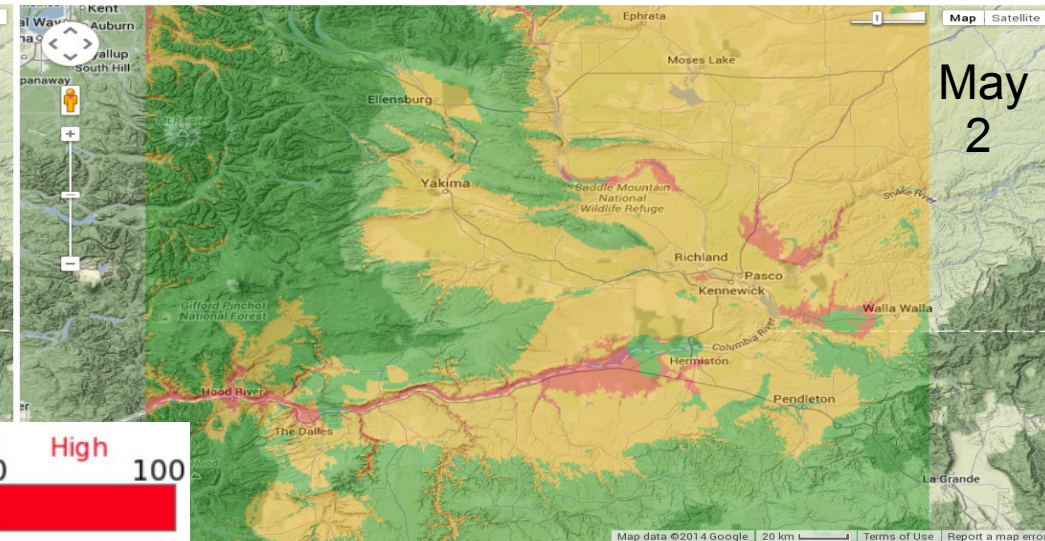 Kent
Auburn
South Hill
Ephrata
Map
Satellite
Moses Lake
May
2
Ellensburg
Yakima
Saddle Mountain
National
Wildlife Refuge
Snake River
Richland
Pasco
Kennewick
Gifford Pinchot
National Forest
Walla Walla
Columbia River
Hermiston
Hood River
Pendleton
The Dalles
High
100
La Grande
Map data ©2014 Google
20 km
Terms of Use
Report a map error